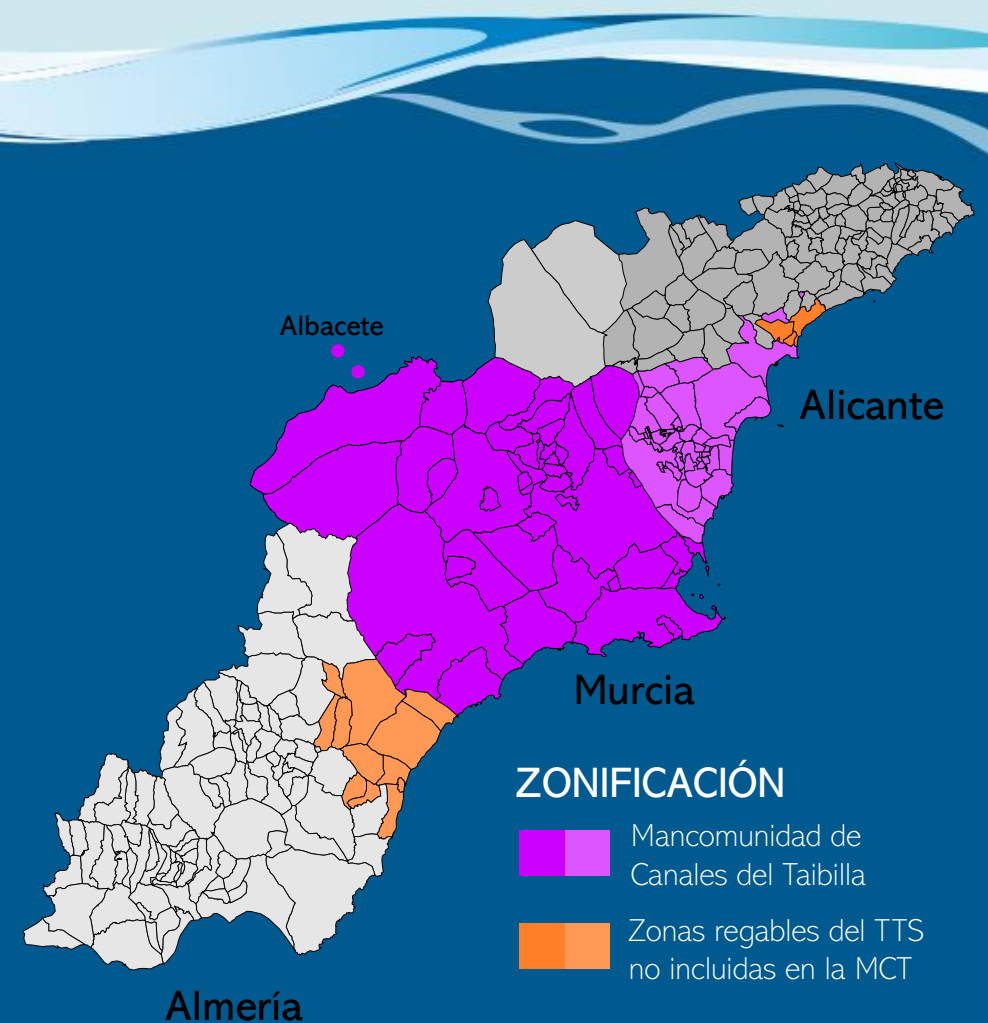 Albacete
Alicante
Murcia
ZONIFICACIÓN
Mancomunidad de
Canales del Taibilla
Zonas regables del TTS
no incluidas en la MCT
Almería